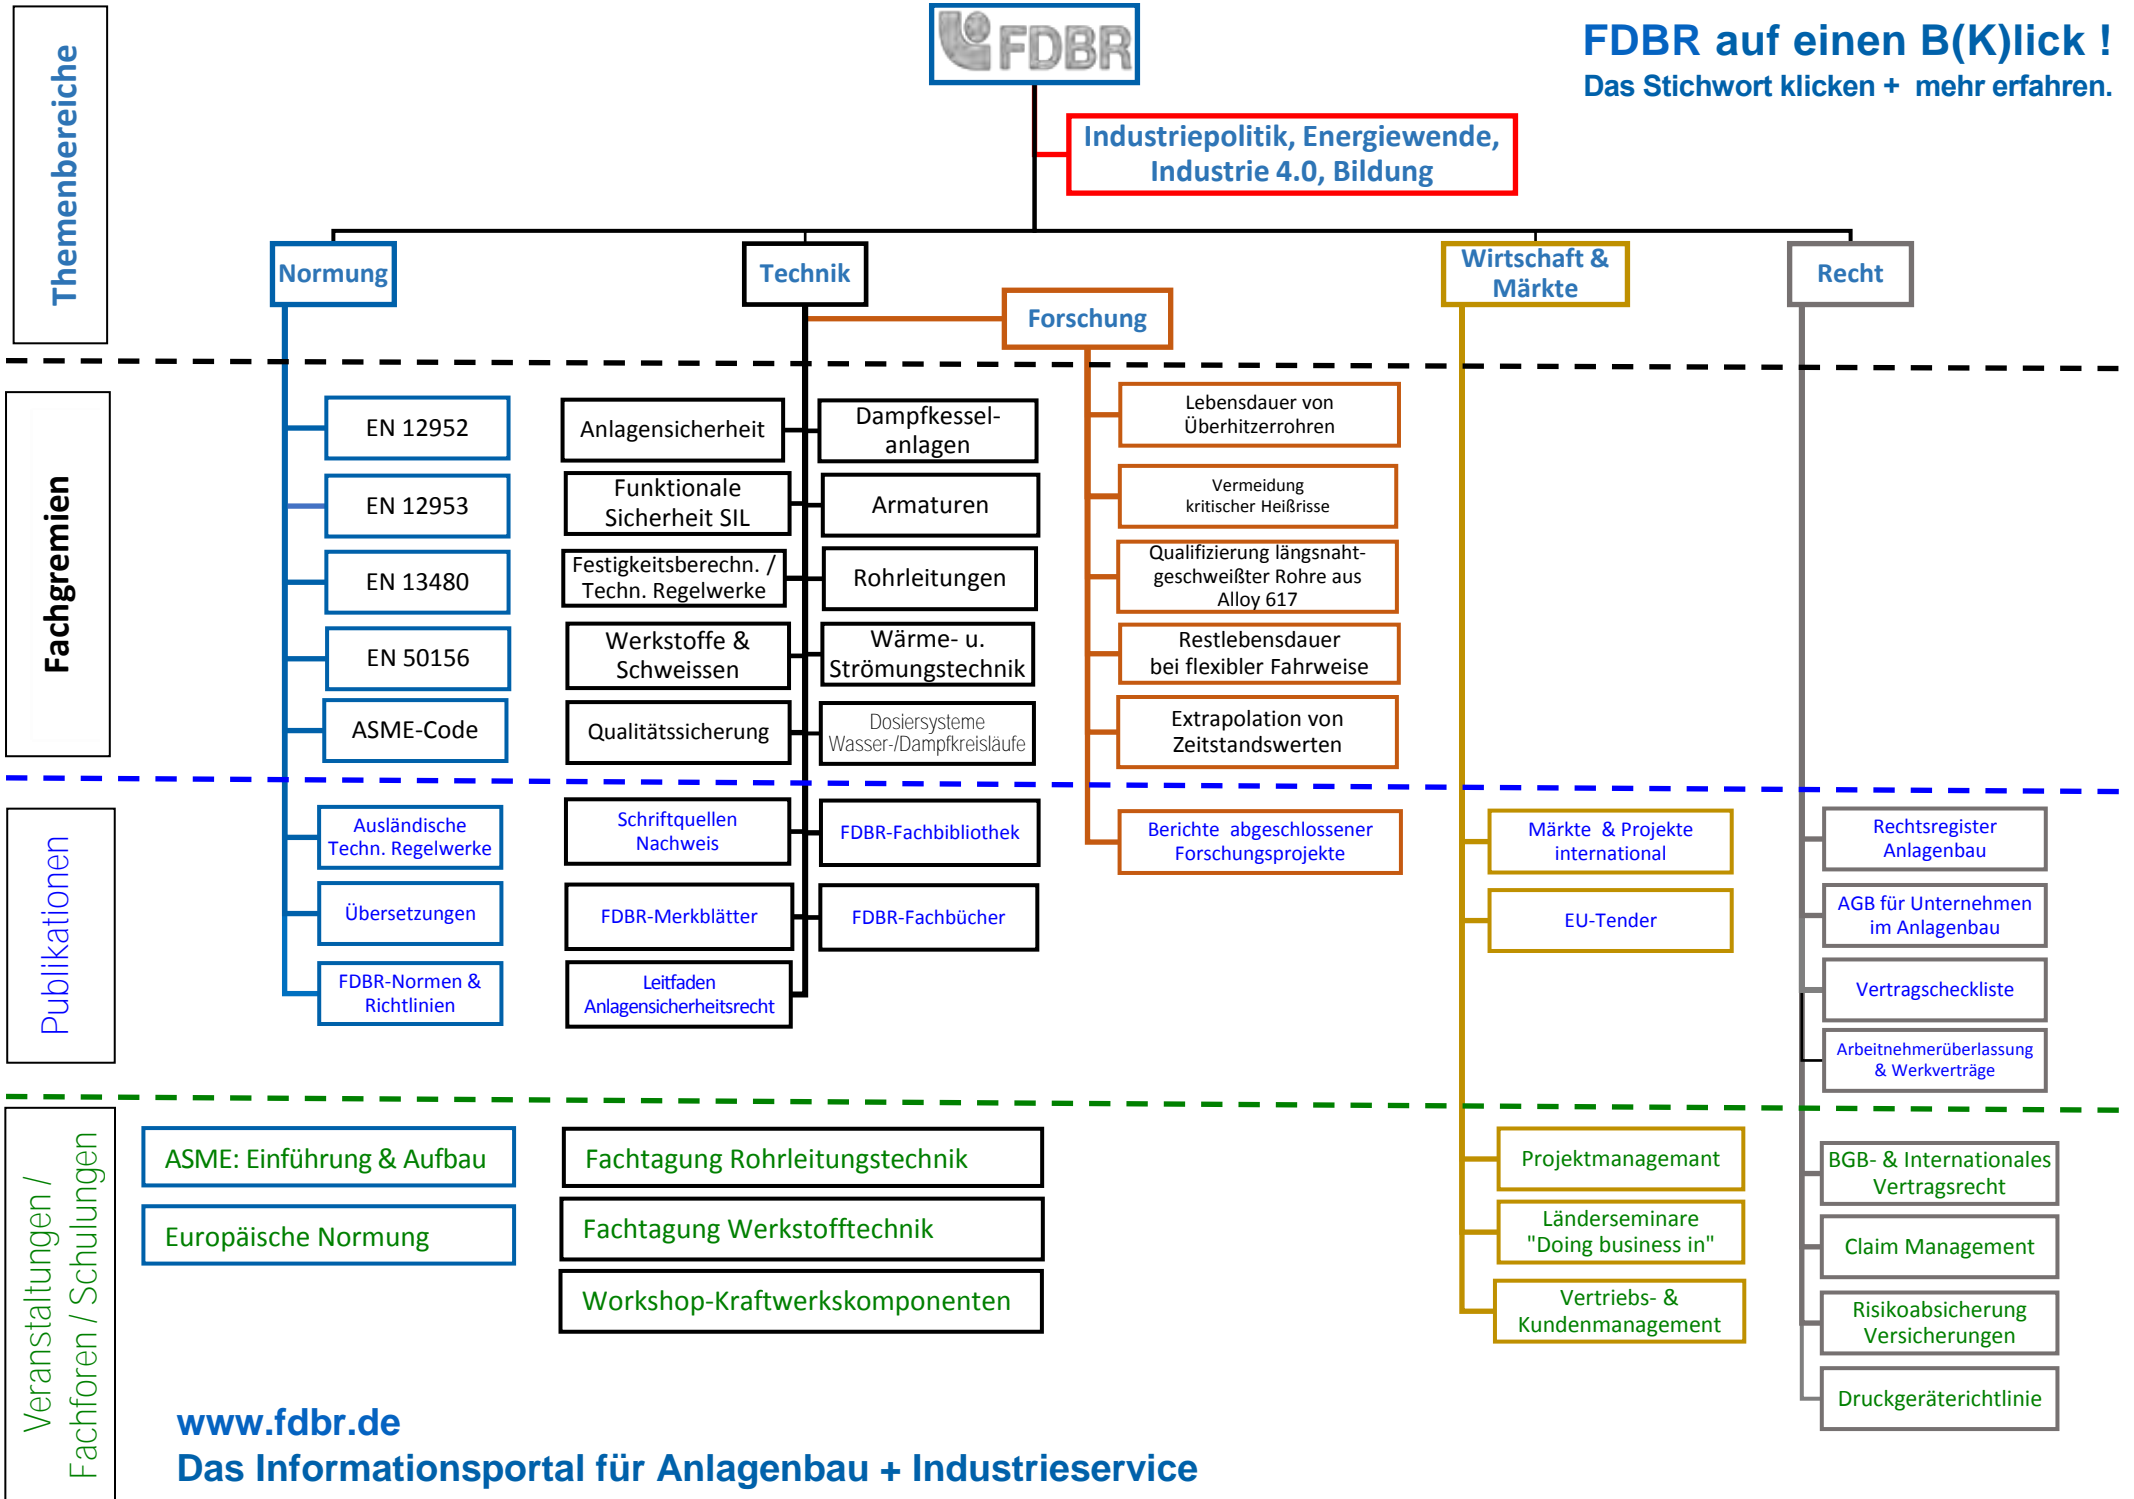 FDBR
FDBR auf einen B(K)lick !
Das Stichwort klicken + mehr erfahren.
Themenbereiche
Industriepolitik, Energiewende,
Industrie 4.0, Bildung
Normung
Technik
Forschung
Wirtschaft &
Märkte
Recht
Fachgremien
EN 12952
EN 12953
EN 13480
EN 50156
ASME-Code
Anlagensicherheit
Funktionale
Sicherheit SIL
Festigkeitsberechn. /
Techn. Regelwerke
Werkstoffe &
Schweissen
Qualitätssicherung
Dampfkessel-
anlagen
Armaturen
Rohrleitungen
Wärme- u.
Strömungstechnik
Dosiersysteme
Wasser-/Dampfkreisläufe
Lebensdauer von
Überhitzerrohren
Vermeidung
kritischer Heißrisse
Qualifizierung längsnaht-
geschweißter Rohre aus
Alloy 617
Restlebensdauer
bei flexibler Fahrweise
Extrapolation von
Zeitstandswerten
Publikationen
Ausländische
Techn. Regelwerke
Übersetzungen
FDBR-Normen &
Richtlinien
Schriftquellen
Nachweis
FDBR-Merkblätter
Leitfaden
Anlagensicherheitsrecht
FDBR-Fachbibliothek
FDBR-Fachbücher
Berichte abgeschlossener
Forschungsprojekte
Märkte & Projekte
international
EU-Tender
Rechtsregister
Anlagenbau
AGB für Unternehmen
im Anlagenbau
Vertragscheckliste
Arbeitnehmerüberlassung
& Werkverträge
Veranstaltungen /
Fachforen / Schulungen
ASME: Einführung & Aufbau
Europäische Normung
Fachtagung Rohrleitungstechnik
Fachtagung Werkstofftechnik
Workshop-Kraftwerkskomponenten
Projektmanagemant
Länderseminare
"Doing business in"
Vertriebs- &
Kundenmanagement
BGB- & Internationales
Vertragsrecht
Claim Management
Risikoabsicherung
Versicherungen
Druckgeräterichtlinie
www.fdbr.de
Das Informationsportal für Anlagenbau + Industrieservice